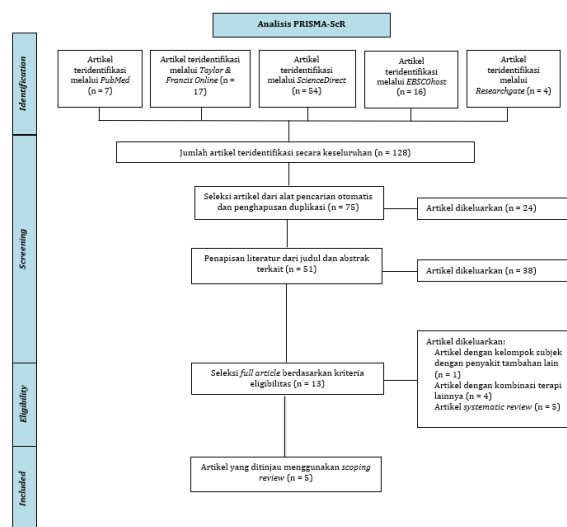 Analisis PRISMA-ScR
Identification
Artikel
teridentifikasi
melalui PubMed
(n = 7)
Artikel teridentifikasi
melalui Taylor &
Francis Online (n =
17)
Artikel
teridentifikasi
melalui ScienceDirect
(n = 54)
Artikel
teridentifikasi
melalui EBSCOhost
(n = 16)
Artikel
teridentifikasi
melalui
Researchgate (n = 4)
Jumlah artikel teridentifikasi secara keseluruhan (n = 128)
Screening
Seleksi artikel dari alat pencarian otomatis
dan penghapusan duplikasi (n = 75)
Artikel dikeluarkan (n = 24)
Penapisan literatur dari judul dan abstrak
terkait (n = 51)
Artikel dikeluarkan (n = 38)
Eligibility
Seleksi full article berdasarkan kriteria
eligibilitas (n = 13)
Artikel dikeluarkan:
Artikel dengan kelompok subjek
dengan penyakit tambahan lain
(n = 1)
Artikel dengan kombinasi terapi
lainnya (n = 4)
Artikel systematic review (n = 5)
Included
Artikel yang ditinjau menggunakan scoping
review (n = 5)